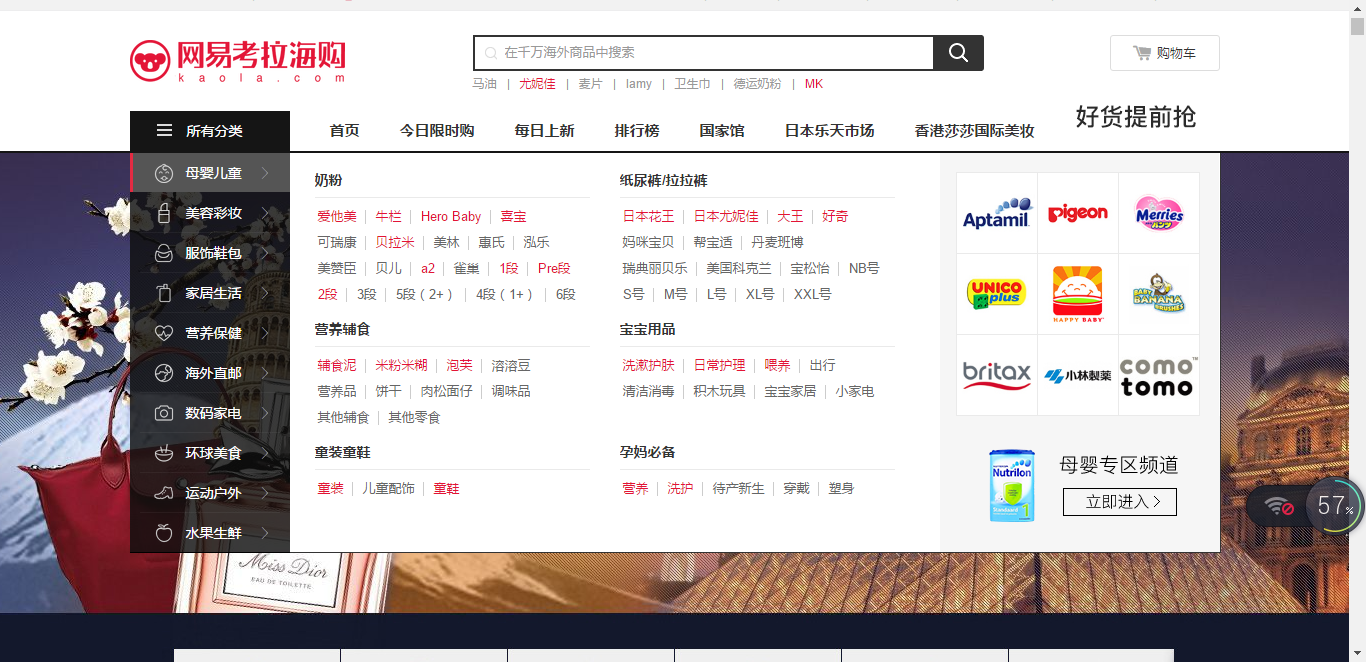 网易考拉海购
kaola.com
在千万海外商品中搜索
购物车
马油 | 尤妮佳 | 麦片 | lamy | 卫生巾 | 德运奶粉 | MK
所有分类 首页 今日限时购 每日上新 排行榜 国家馆 日本乐天市场 香港莎莎国际美妆 好货提前抢
母婴儿童
美容彩妆
服饰鞋包
家居生活
营养保健
海外直邮
数码家电
环球美食
运动户外
水果生鲜
奶粉
爱他美 | 牛栏 | Hero Baby | 喜宝
可瑞康 | 贝拉米 | 美林 | 惠氏 | 泓乐
美赞臣 | 贝儿 | a2 | 雀巢 | 1段 | Pre段
2段 | 3段 | 5段（2+） | 4段（1+） | 6段
营养辅食
辅食泥 | 米粉米糊 | 泡芙 | 溶溶豆
营养品 | 饼干 | 肉松面仔 | 调味品
其他辅食 | 其他零食
童装童鞋
童装 | 儿童配饰 | 童鞋
纸尿裤/拉拉裤
日本花王 | 日本尤妮佳 | 大王 | 好奇
妈咪宝贝 | 帮宝适 | 丹麦班博
瑞典丽贝乐 | 美国科克兰 | 宝松怡 | NB号
S号 | M号 | L号 | XL号 | XXL号
宝宝用品
洗漱护肤 | 日常护理 | 喂养 | 出行
清洁消毒 | 积木玩具 | 宝宝家居 | 小家电
孕妈必备
营养 | 洗护 | 待产新生 | 穿戴 | 塑身
Aptamil
Pigeon
Merries
UNICO
plus
HAPPY BABY
BABY
BANANA
BRUSHES
britax
小林製薬
como
tomo
Nutrilon
Standaard 1
母婴专区频道
立即进入
57%
Miss Dior
EAU DE TOILETTE